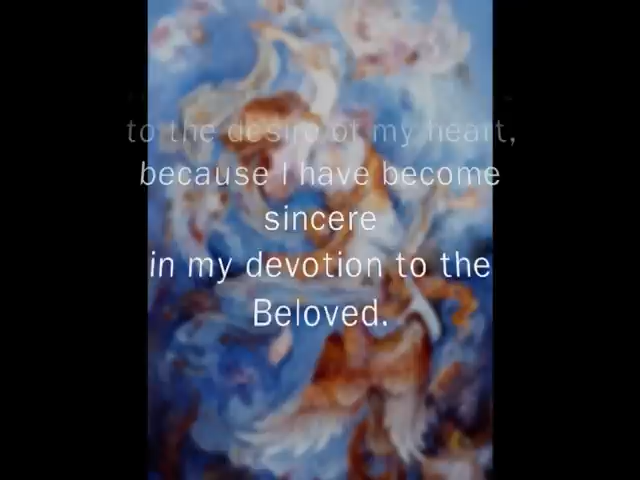 to the desire of my heart,
because I have become
sincere
in my devotion to the
Beloved.